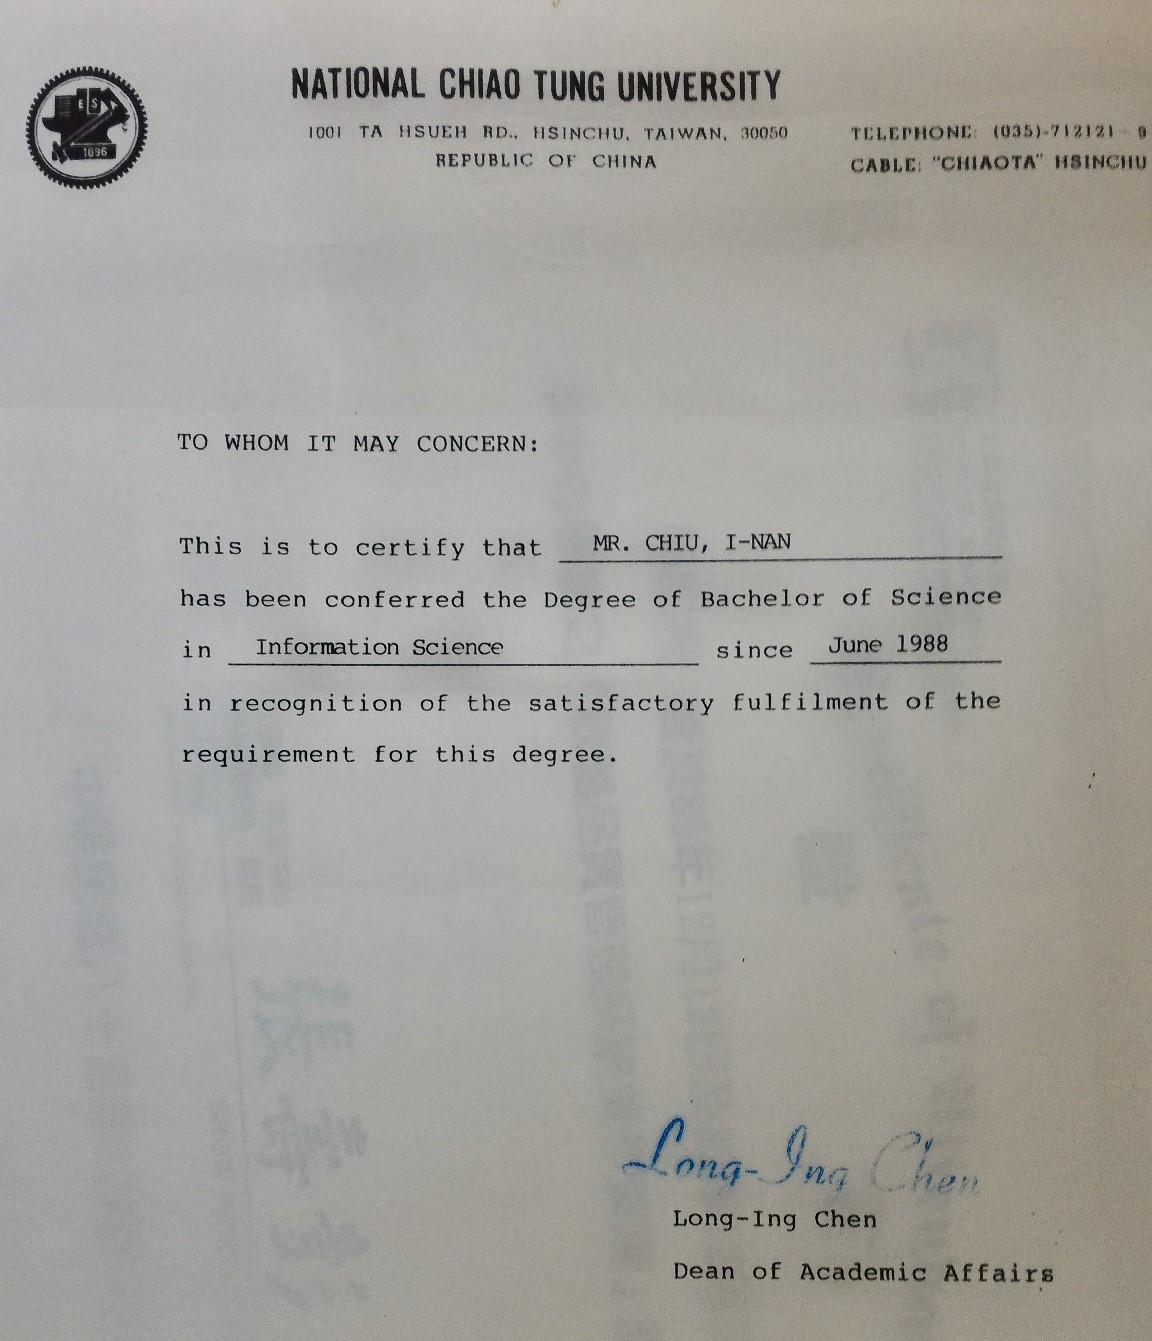 NATIONAL CHIAO TUNG UNIVERSITY
1001 TA HSUEH RD., HSINCHU, TAIWAN, 30050
REPUBLIC OF CHINA
TELEPHONE: (035)-712121-9
CABLE: "CHIAOTA" HSINCHU
E S
1896
TO WHOM IT MAY CONCERN:
This is to certify that MR. CHIU, I-NAN
has been conferred the Degree of Bachelor of Science
in Information Science since June 1988
in recognition of the satisfactory fulfilment of the
requirement for this degree.
Long-Ing Chen
Long-Ing Chen
Dean of Academic Affairs